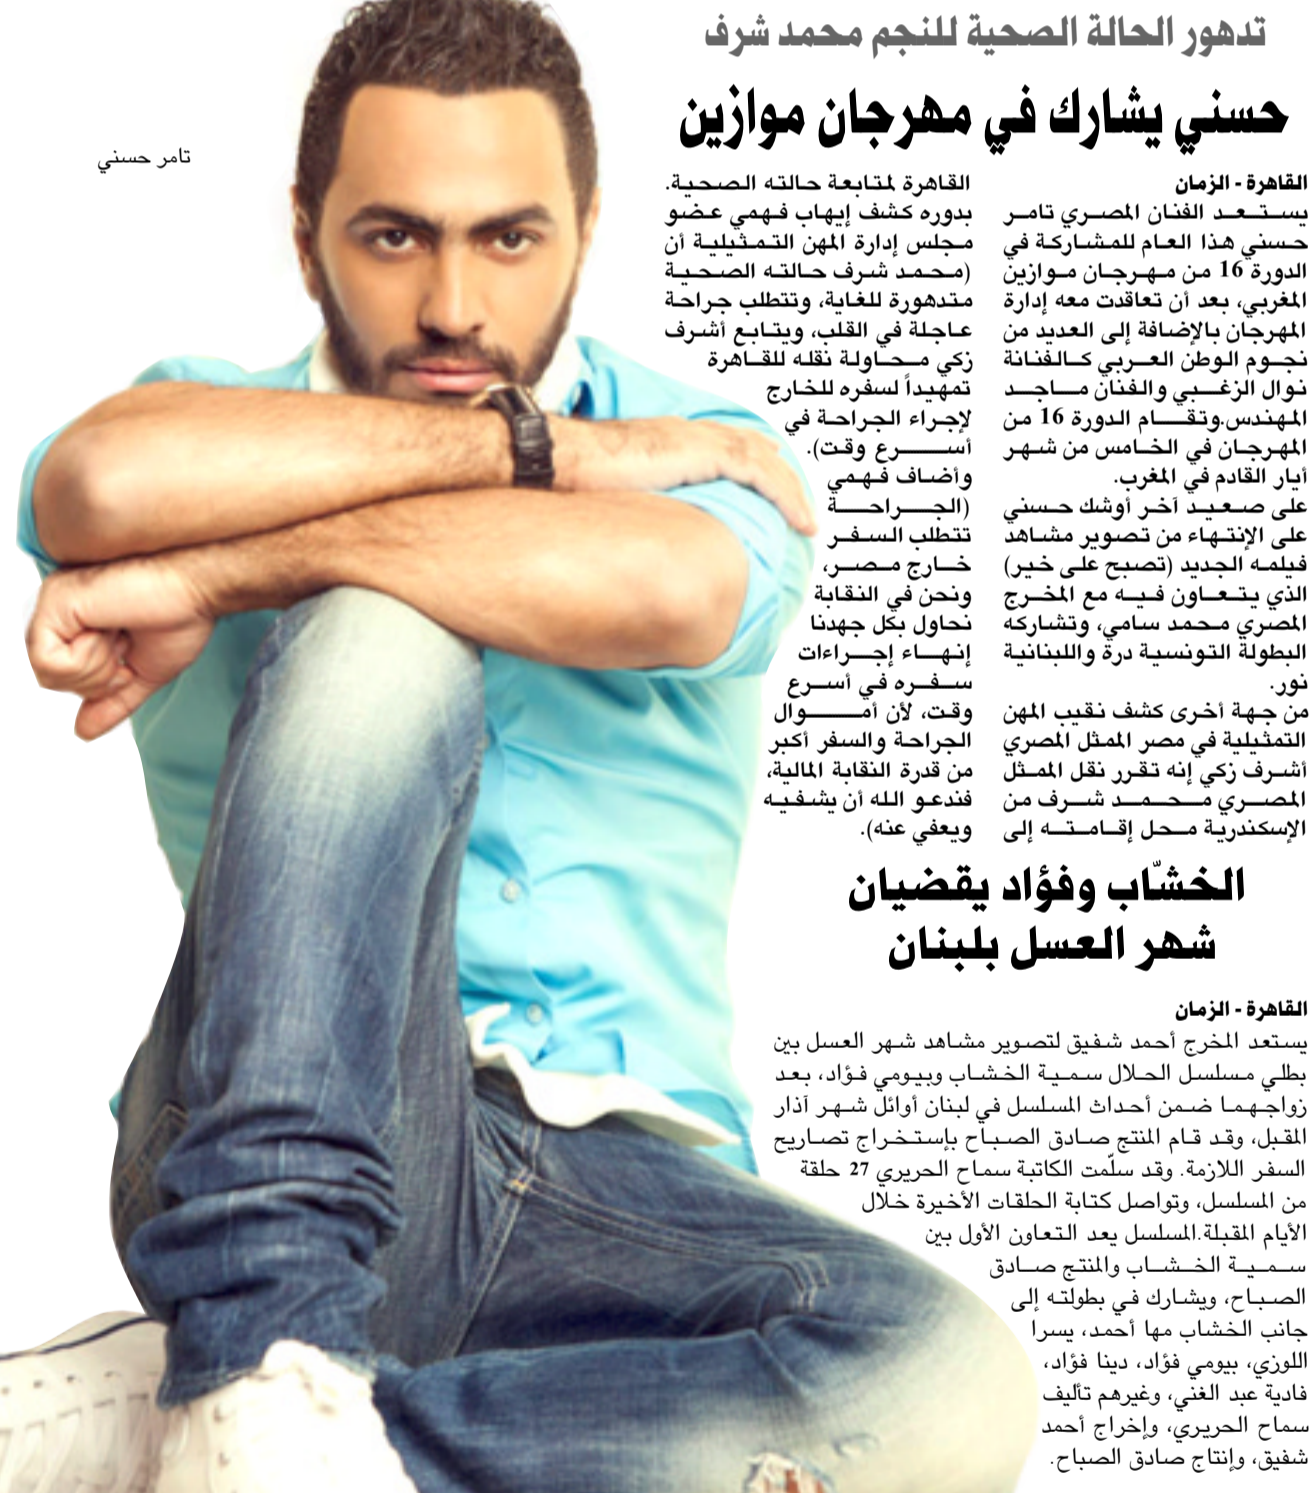 تدهور الحالة الصحية للنجم محمد شرف
حسني يشارك في مهرجان موازين
تامر حسني
القاهرة - الزمان
يستعد الفنان المصري تامر
حسني هذا العام للمشاركة في
الدورة 16 من مهرجان موازين
المغربي، بعد أن تعاقدت معه إدارة
المهرجان بالإضافة إلى العديد من
نجوم الوطن العربي كالفنانة
نوال الزغبي والفنان ماجد
المهندس.وتقام الدورة 16 من
المهرجان في الخامس من شهر
أيار القادم في المغرب.
على صعيد آخر أوشك حسني
على الإنتهاء من تصوير مشاهد
فيلمه الجديد (تصبح على خير)
الذي يتعاون فيه مع المخرج
المصري محمد سامي، وتشاركه
البطولة التونسية درة واللبنانية
نور.
من جهة أخرى كشف نقيب المهن
التمثيلية في مصر الممثل المصري
أشرف زكي إنه تقرر نقل الممثل
المصري محمد شرف من
الإسكندرية محل إقامته إلى
القاهرة لمتابعة حالته الصحية.
بدوره كشف إيهاب فهمي عضو
مجلس إدارة المهن التمثيلية أن
(محمد شرف حالته الصحية
متدهورة للغاية، وتتطلب جراحة
عاجلة في القلب، ويتابع أشرف
زكي محاولة نقله للقاهرة
تمهيداً لسفره للخارج
لإجراء الجراحة في
أسرع وقت).
وأضاف فهمي
(الجراحة
تتطلب السفر
خارج مصر،
ونحن في النقابة
نحاول بكل جهدنا
إنهاء إجراءات
سفره في أسرع
وقت، لأن أموال
الجراحة والسفر أكبر
من قدرة النقابة المالية،
فندعو الله أن يشفيه
ويعفي عنه).
الخشّاب وفؤاد يقضيان
شهر العسل بلبنان
القاهرة - الزمان
يستعد المخرج أحمد شفيق لتصوير مشاهد شهر العسل بين
بطلي مسلسل الحلال سمية الخشاب وبيومي فؤاد، بعد
زواجهما ضمن أحداث المسلسل في لبنان أوائل شهر آذار
المقبل، وقد قام المنتج صادق الصباح بإستخراج تصاريح
السفر اللازمة. وقد سلّمت الكاتبة سماح الحريري 27 حلقة
من المسلسل، وتواصل كتابة الحلقات الأخيرة خلال
الأيام المقبلة.المسلسل يعد التعاون الأول بين
سمية الخشاب والمنتج صادق
الصباح، ويشارك في بطولته إلى
جانب الخشاب مها أحمد، يسرا
اللوزي، بيومي فؤاد، دينا فؤاد،
فادية عبد الغني، وغيرهم تأليف
سماح الحريري، وإخراج أحمد
شفيق، وإنتاج صادق الصباح.